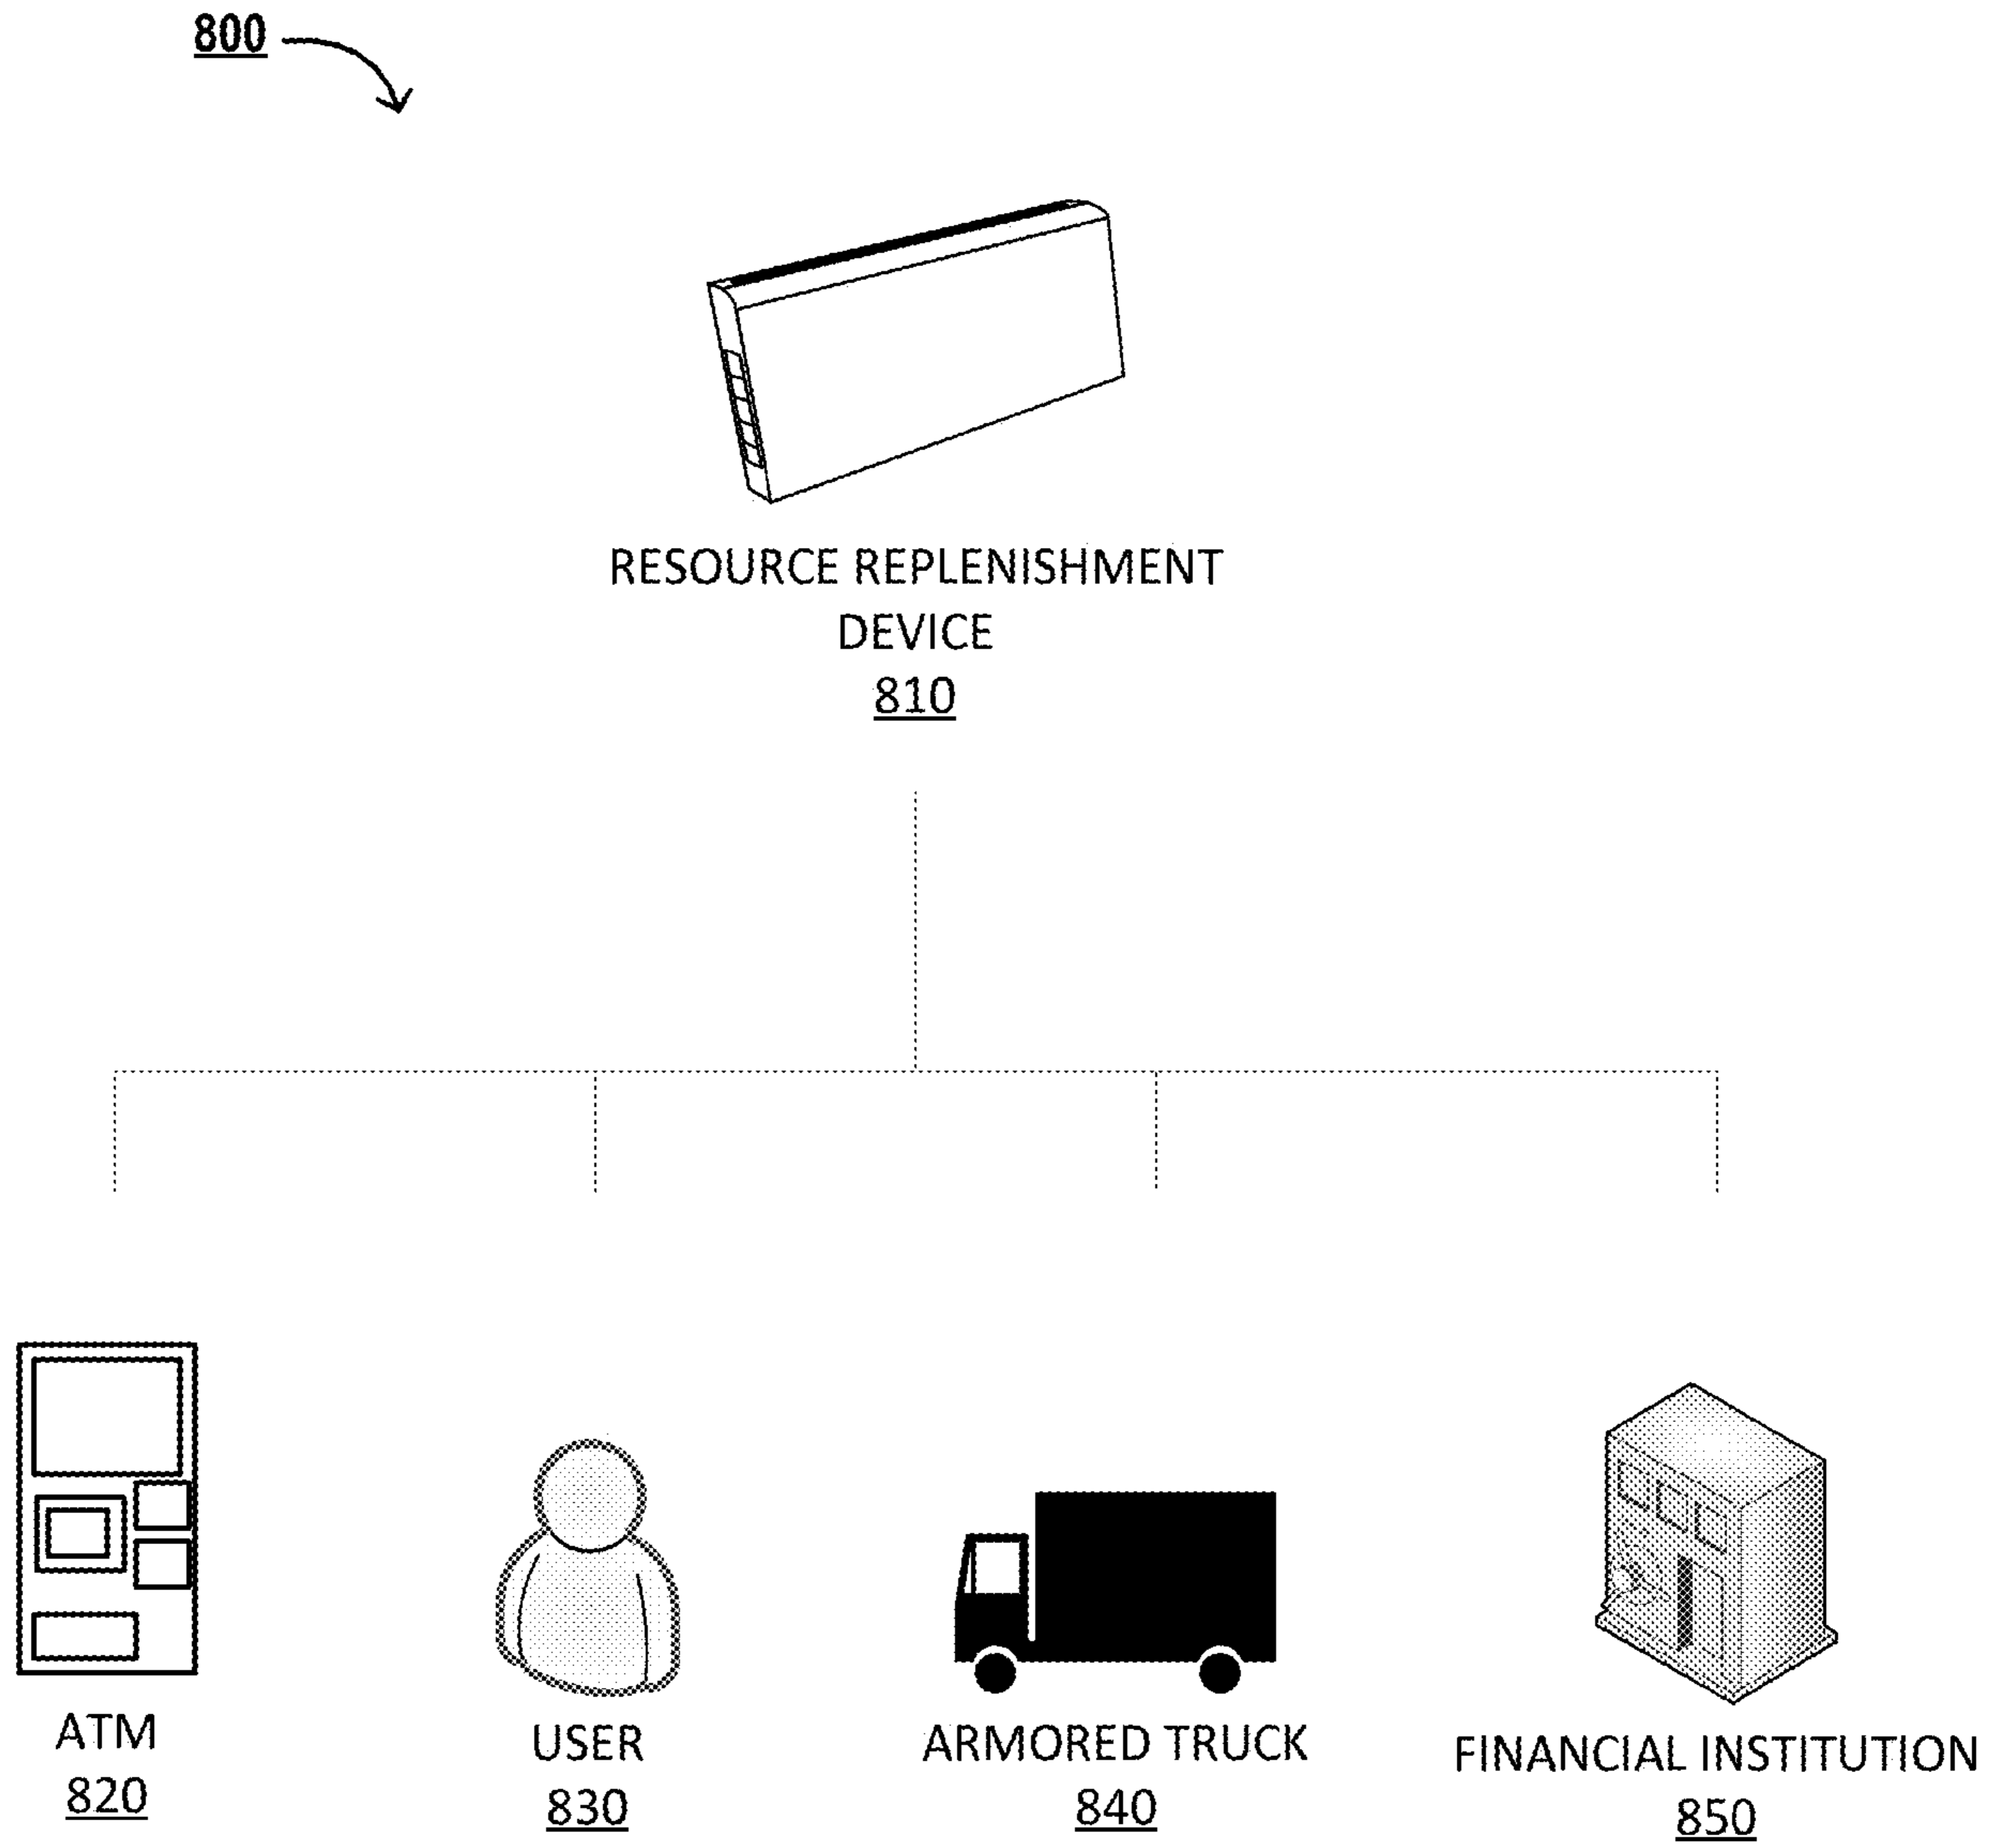 800
RESOURCE REPLENISHMENT
DEVICE
810
ATM
820
USER
830
ARMORED TRUCK
840
FINANCIAL INSTITUTION
850